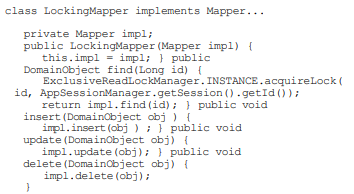 class LockingMapper implements Mapper...
private Mapper impl;
public LockingMapper(Mapper impl) {
this.impl = impl; } public
DomainObject find(Long id) {
ExclusiveReadLockManager.INSTANCE.acquireLock(
id, AppSessionManager.getSession().getId());
return impl.find(id); } public void
insert(DomainObject obj ) {
impl.insert(obj ) ; } public void
update(DomainObject obj) {
impl.update(obj); } public void
delete(DomainObject obj) {
impl.delete(obj);
}